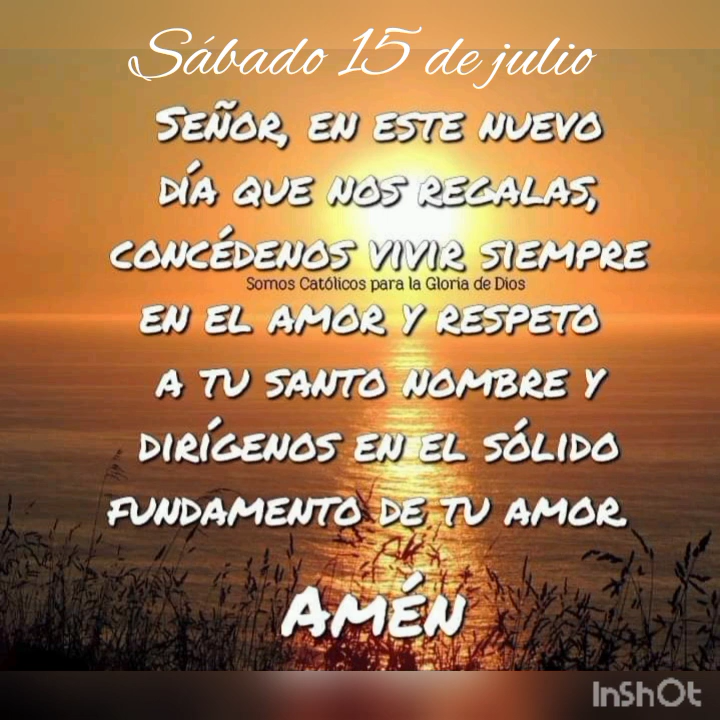 Sábado 15 de julio
Señor, en este nuevo
día que nos regalas,
concédenos vivir siempre
Somos Católicos para la Gloria de Dios
en el amor y respeto
a tu santo nombre y
dirígenos en el sólido
fundamento de tu amor.
Amén
InShOt